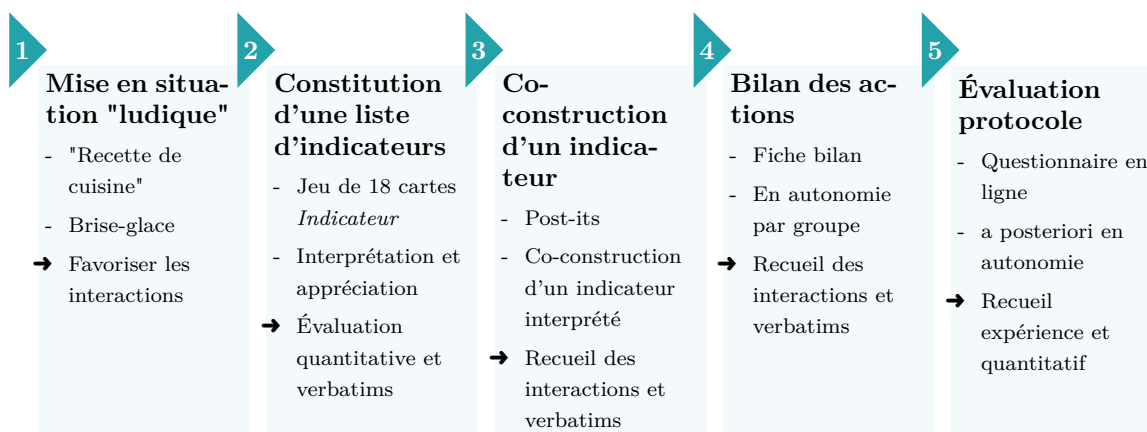 1
Mise en situa-
tion "ludique"
- "Recette de
cuisine"
- Brise-glace
➜ Favoriser les
interactions
2
Constitution
d'une liste
d'indicateurs
- Jeu de 18 cartes
Indicateur
- Interprétation et
appréciation
➜ Évaluation
quantitative et
verbatims
3
Co-
construction
d'un indica-
teur
- Post-its
- Co-construction
d'un indicateur
interprété
➜ Recueil des
interactions et
verbatims
4
Bilan des ac-
tions
- Fiche bilan
- En autonomie
par groupe
➜ Recueil des
interactions et
verbatims
5
Évaluation
protocole
- Questionnaire en
ligne
- a posteriori en
autonomie
➜ Recueil
expérience et
quantitatif